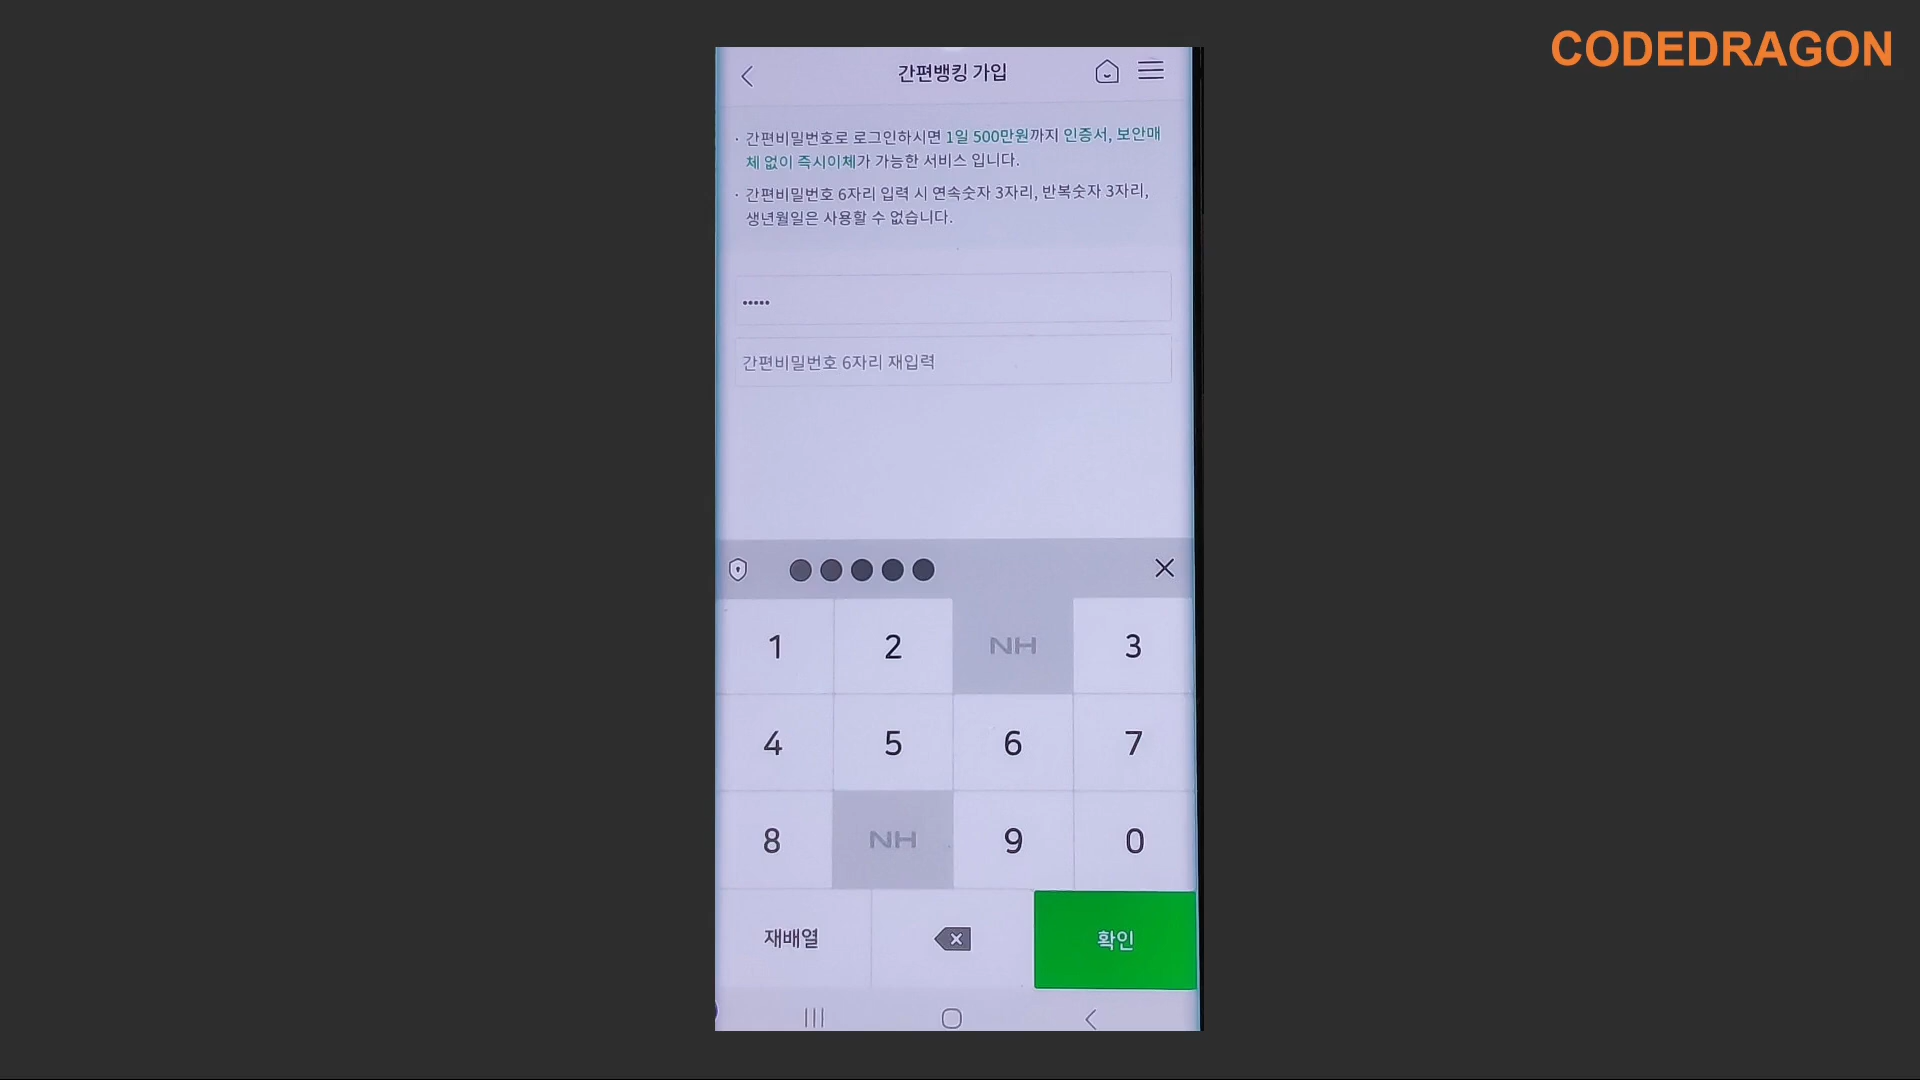 CODEDRAGON
간편뱅킹 가입
· 간편비밀번호로 로그인하시면 1일 500만원까지 인증서, 보안매
체 없이 즉시이체가 가능한 서비스 입니다.
· 간편비밀번호 6자리 입력 시 연속숫자 3자리, 반복숫자 3자리,
생년월일은 사용할 수 없습니다.
•••••
간편비밀번호 6자리 재입력
1 2 NH 3
4 5 6 7
8 NH 9 0
재배열 확인